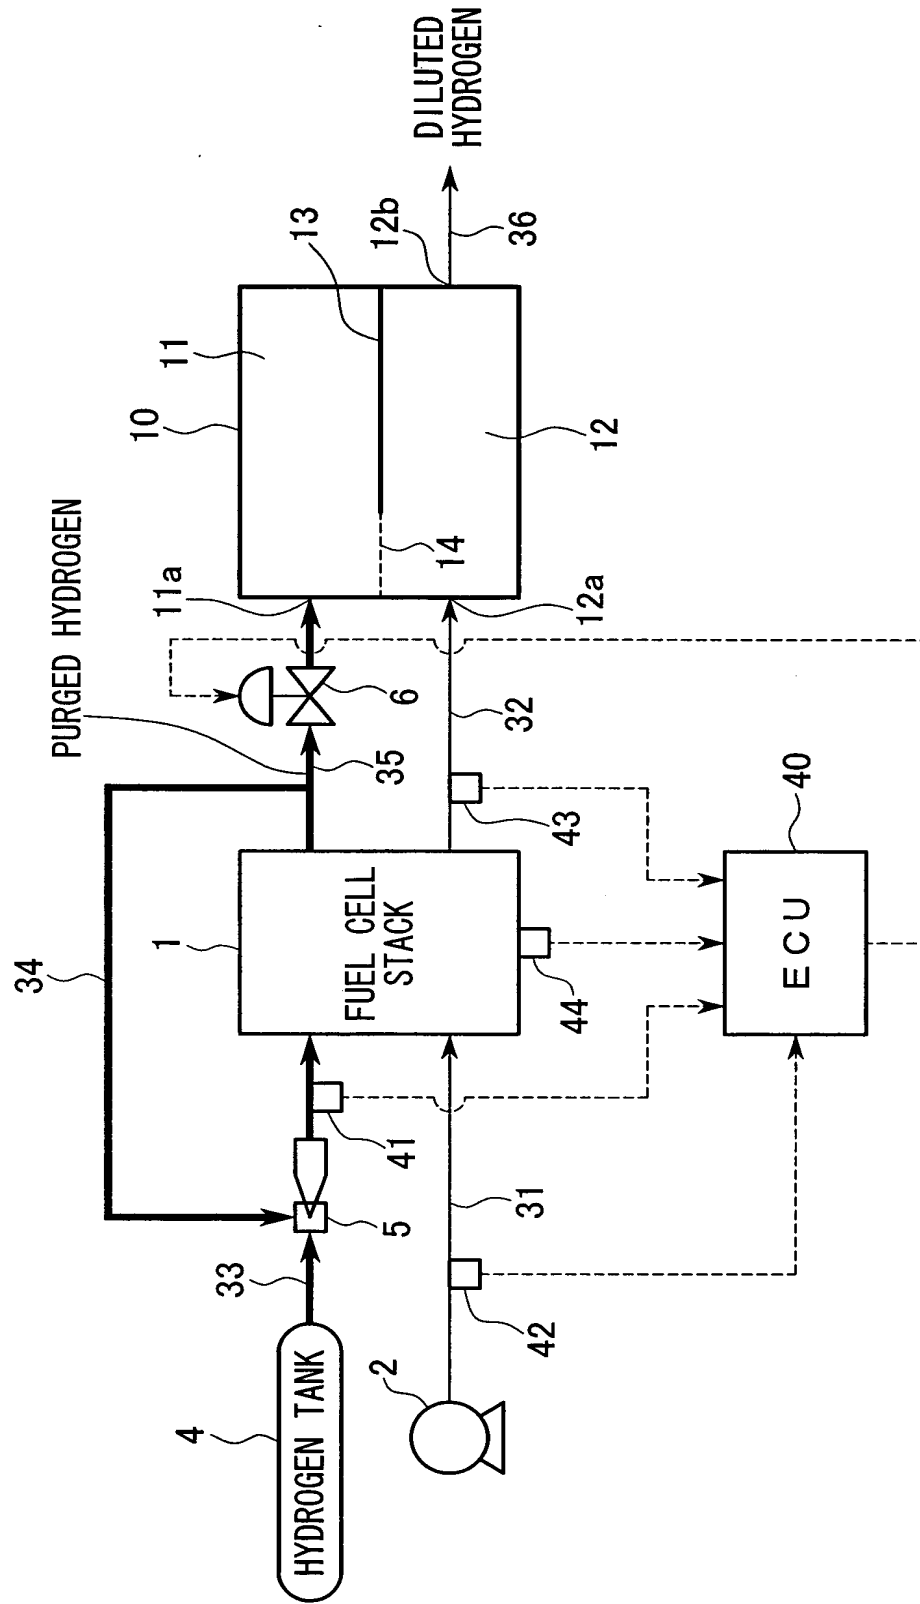 PURGED HYDROGEN
34
1
35
6
11a
10
11
13
12b
DILUTED
HYDROGEN
36
4
HYDROGEN TANK
33
5
41
FUEL CELL
STACK
14
12
12a
32
43
2
42
31
44
ECU
40